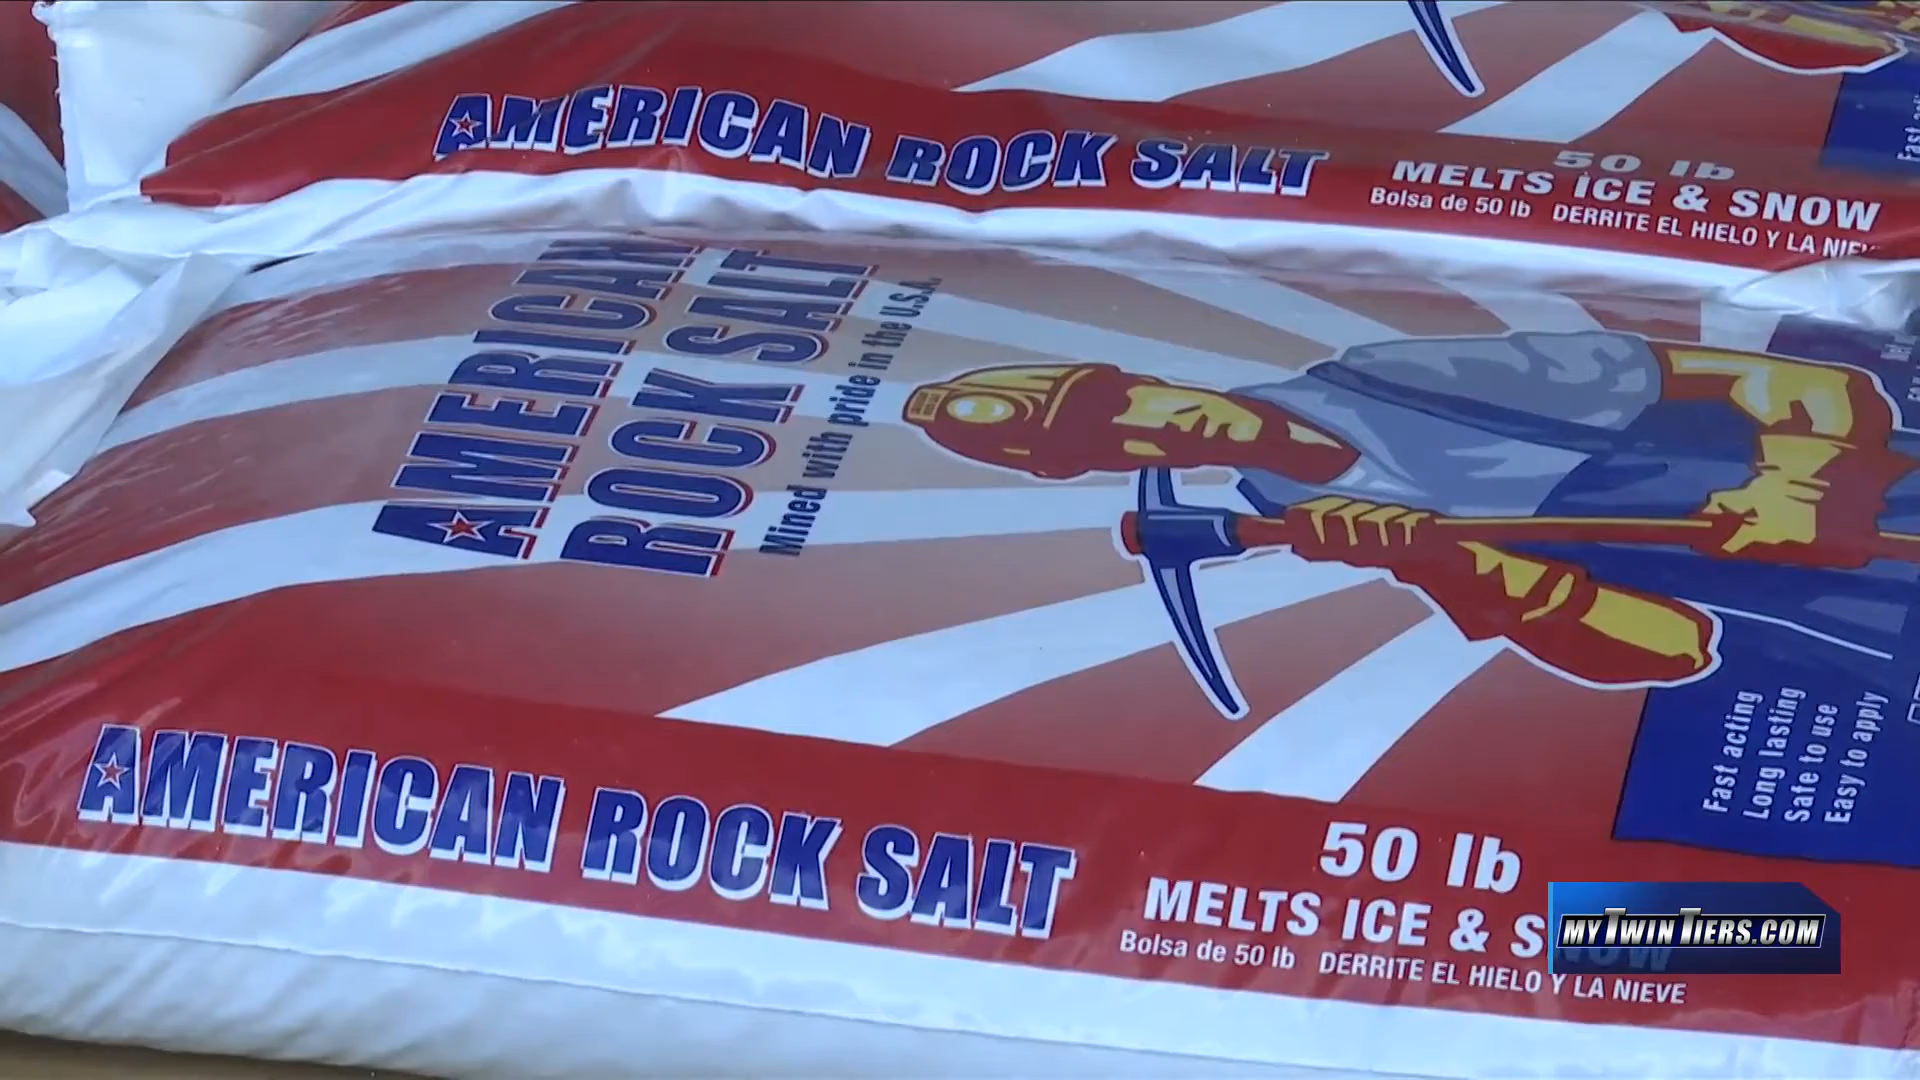 AMERICAN ROCK SALT
50 lb
MELTS ICE & SNOW
Bolsa de 50 lb DERRITE EL HIELO Y LA
Fast
AMERICAN
ROCK SALT
Mined with pride in the U.S.A.
Fast acting
Long lasting
Safe to use
Easy to apply
AMERICAN ROCK SALT
50 lb
MELTS ICE & SNOW
Bolsa de 50 lb DERRITE EL HIELO Y LA NIEVE
MYTWINTIERS.COM